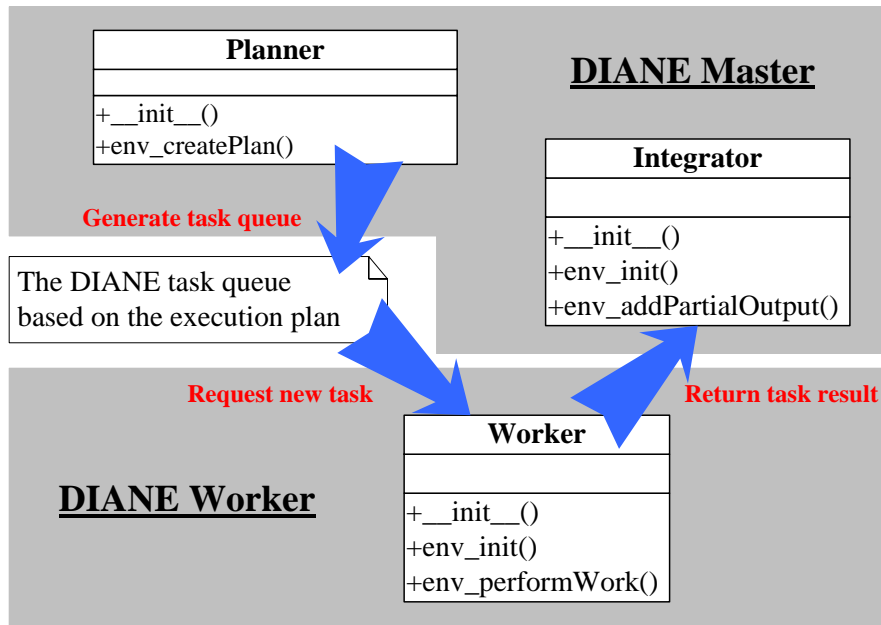 Planner
+__init__()
+env_createPlan()
DIANE Master
Integrator
+__init__()
+env_init()
+env_addPartialOutput()
Generate task queue
The DIANE task queue
based on the execution plan
Request new task
Return task result
Worker
+__init__()
+env_init()
+env_performWork()
DIANE Worker